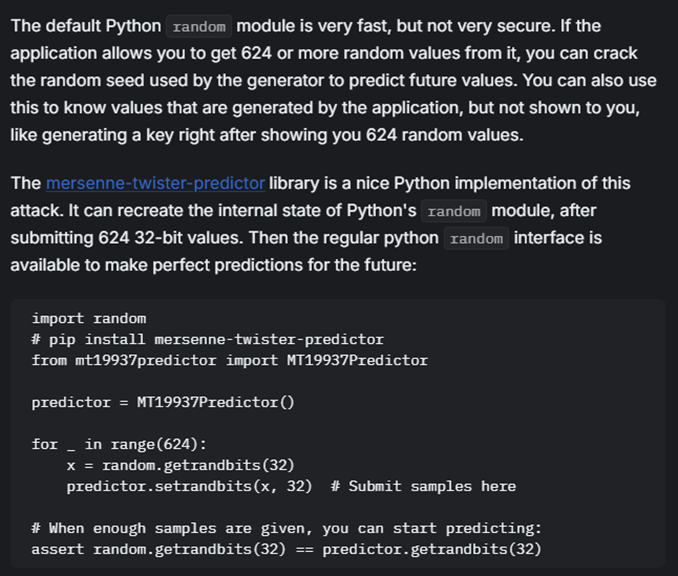 The default Python random module is very fast, but not very secure. If the
application allows you to get 624 or more random values from it, you can crack
the random seed used by the generator to predict future values. You can also use
this to know values that are generated by the application, but not shown to you,
like generating a key right after showing you 624 random values.
The mersenne-twister-predictor library is a nice Python implementation of this
attack. It can recreate the internal state of Python's random module, after
submitting 624 32-bit values. Then the regular python random interface is
available to make perfect predictions for the future:
import random
# pip install mersenne-twister-predictor
from mt19937predictor import MT19937Predictor
predictor = MT19937Predictor()
for _ in range(624):
    x = random.getrandbits(32)
    predictor.setrandbits(x, 32)  # Submit samples here
# When enough samples are given, you can start predicting:
assert random.getrandbits(32) == predictor.getrandbits(32)